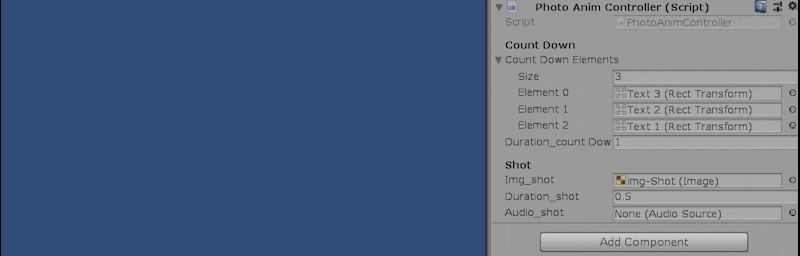 Photo Anim Controller (Script)
Script PhotoAnimController
Count Down
Count Down Elements
Size 3
Element 0 Text 3 (Rect Transform)
Element 1 Text 2 (Rect Transform)
Element 2 Text 1 (Rect Transform)
Duration_count Dow 1
Shot
Img_shot img-Shot (Image)
Duration_shot 0.5
Audio_shot None (Audio Source)
Add Component